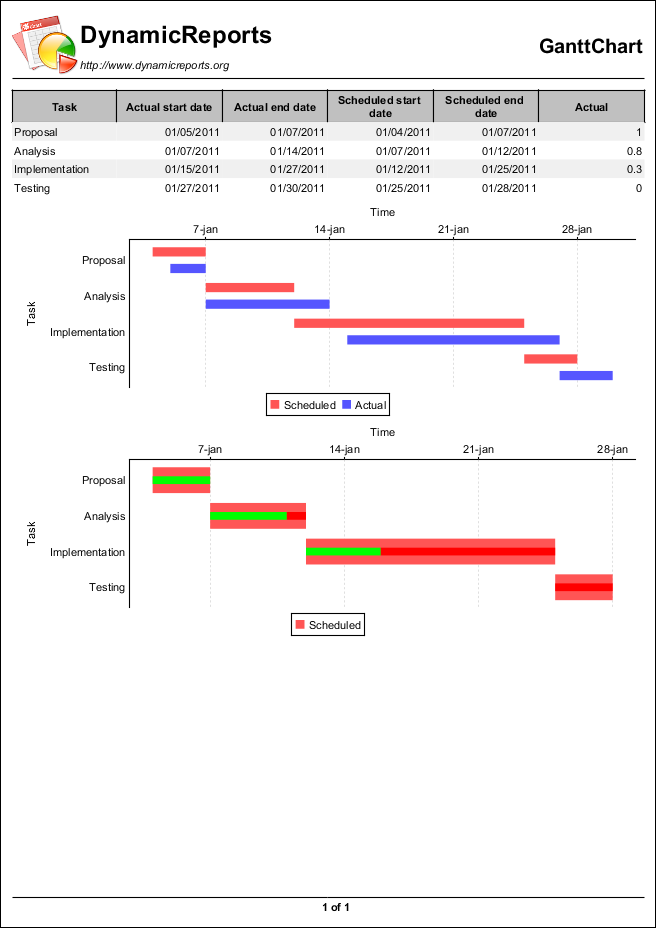 DynamicReports
http://www.dynamicreports.org
GanttChart
Task Actual start date Actual end date Scheduled start date Scheduled end date Actual
Proposal 01/05/2011 01/07/2011 01/04/2011 01/07/2011 1
Analysis 01/07/2011 01/14/2011 01/07/2011 01/12/2011 0.8
Implementation 01/15/2011 01/27/2011 01/12/2011 01/25/2011 0.3
Testing 01/27/2011 01/30/2011 01/25/2011 01/28/2011 0
Time
7-jan 14-jan 21-jan 28-jan
Task
Proposal
Analysis
Implementation
Testing
Scheduled Actual
Time
7-jan 14-jan 21-jan 28-jan
Task
Proposal
Analysis
Implementation
Testing
Scheduled
1 of 1